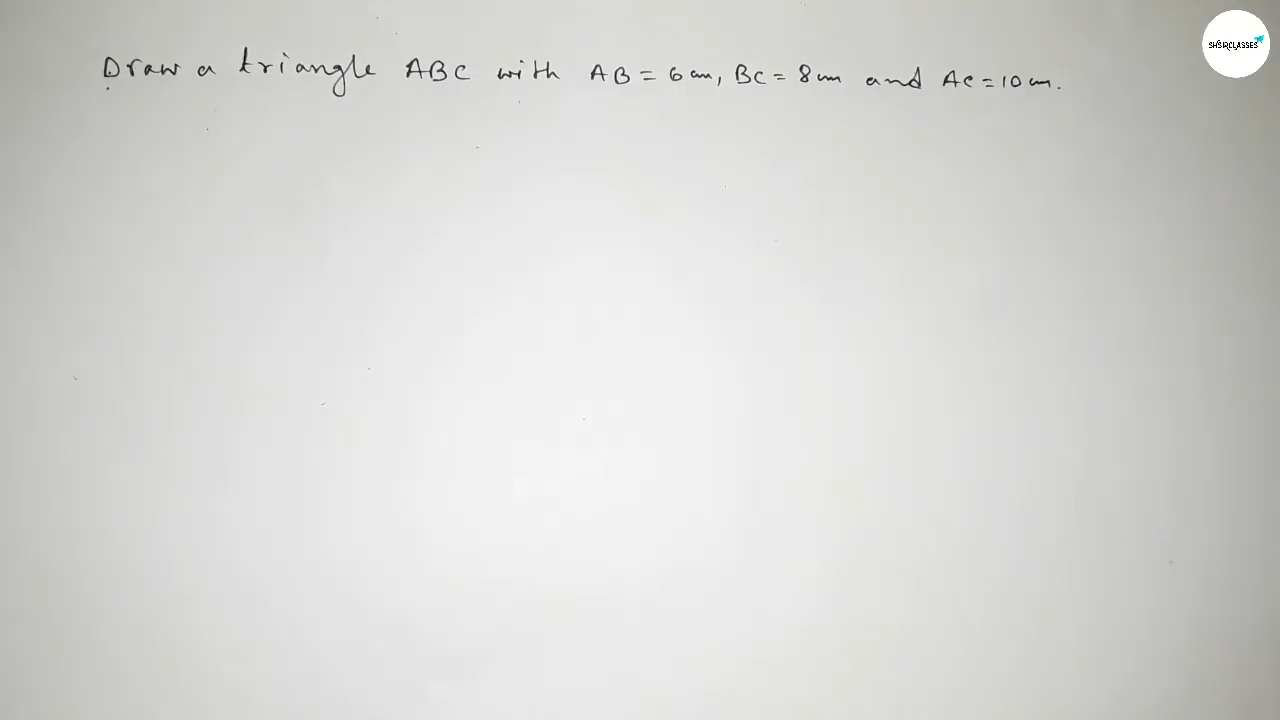 Draw a triangle ABC with AB = 6 cm, BC = 8 cm and AC = 10 cm.
SHSIRCLASSES